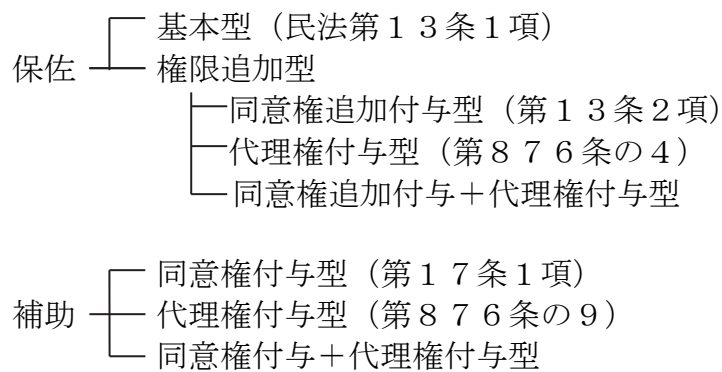 基本型（民法第１３条１項）
保佐 権限追加型
同意権追加付与型（第１３条２項）
代理権付与型（第８７６条の４）
同意権追加付与＋代理権付与型
同意権付与型（第１７条１項）
補助 代理権付与型（第８７６条の９）
同意権付与＋代理権付与型